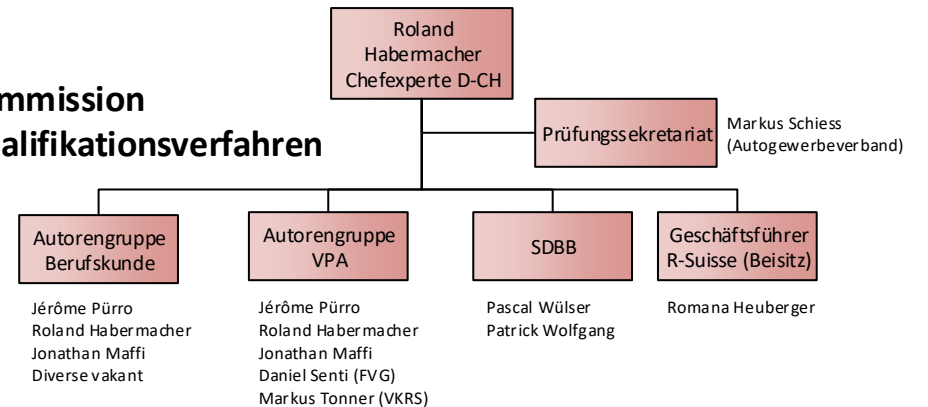 Roland
Habermacher
Chefexperte D-CH
mmission
alifikationsverfahren
Prüfungssekretariat
Markus Schiess
(Autogewerbeverband)
Autorengruppe
Berufskunde
Autorengruppe
VPA
SDBB
Geschäftsführer
R-Suisse (Beisitz)
Jérôme Pürro
Roland Habermacher
Jonathan Maffi
Diverse vakant
Jérôme Pürro
Roland Habermacher
Jonathan Maffi
Daniel Senti (FVG)
Markus Tonner (VKRS)
Pascal Wülser
Patrick Wolfgang
Romana Heuberger